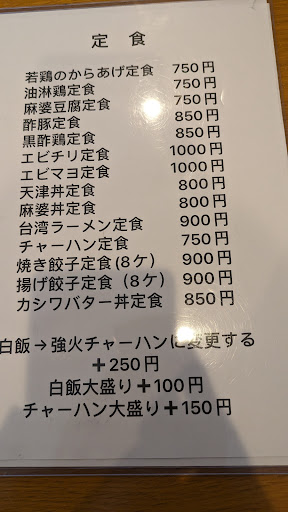 定食
若鶏のからあげ定食 750円
油淋鶏定食 750円
麻婆豆腐定食 750円
酢豚定食 850円
黒酢鶏定食 850円
エビチリ定食 1000円
エビマヨ定食 1000円
天津丼定食 800円
麻婆丼定食 800円
台湾ラーメン定食 900円
チャーハン定食 750円
焼き餃子定食(8ケ) 900円
揚げ餃子定食(8ケ) 900円
カシワバター丼定食 850円
白飯→強火チャーハンに変更する
+250円
白飯大盛り+100円
チャーハン大盛り+150円